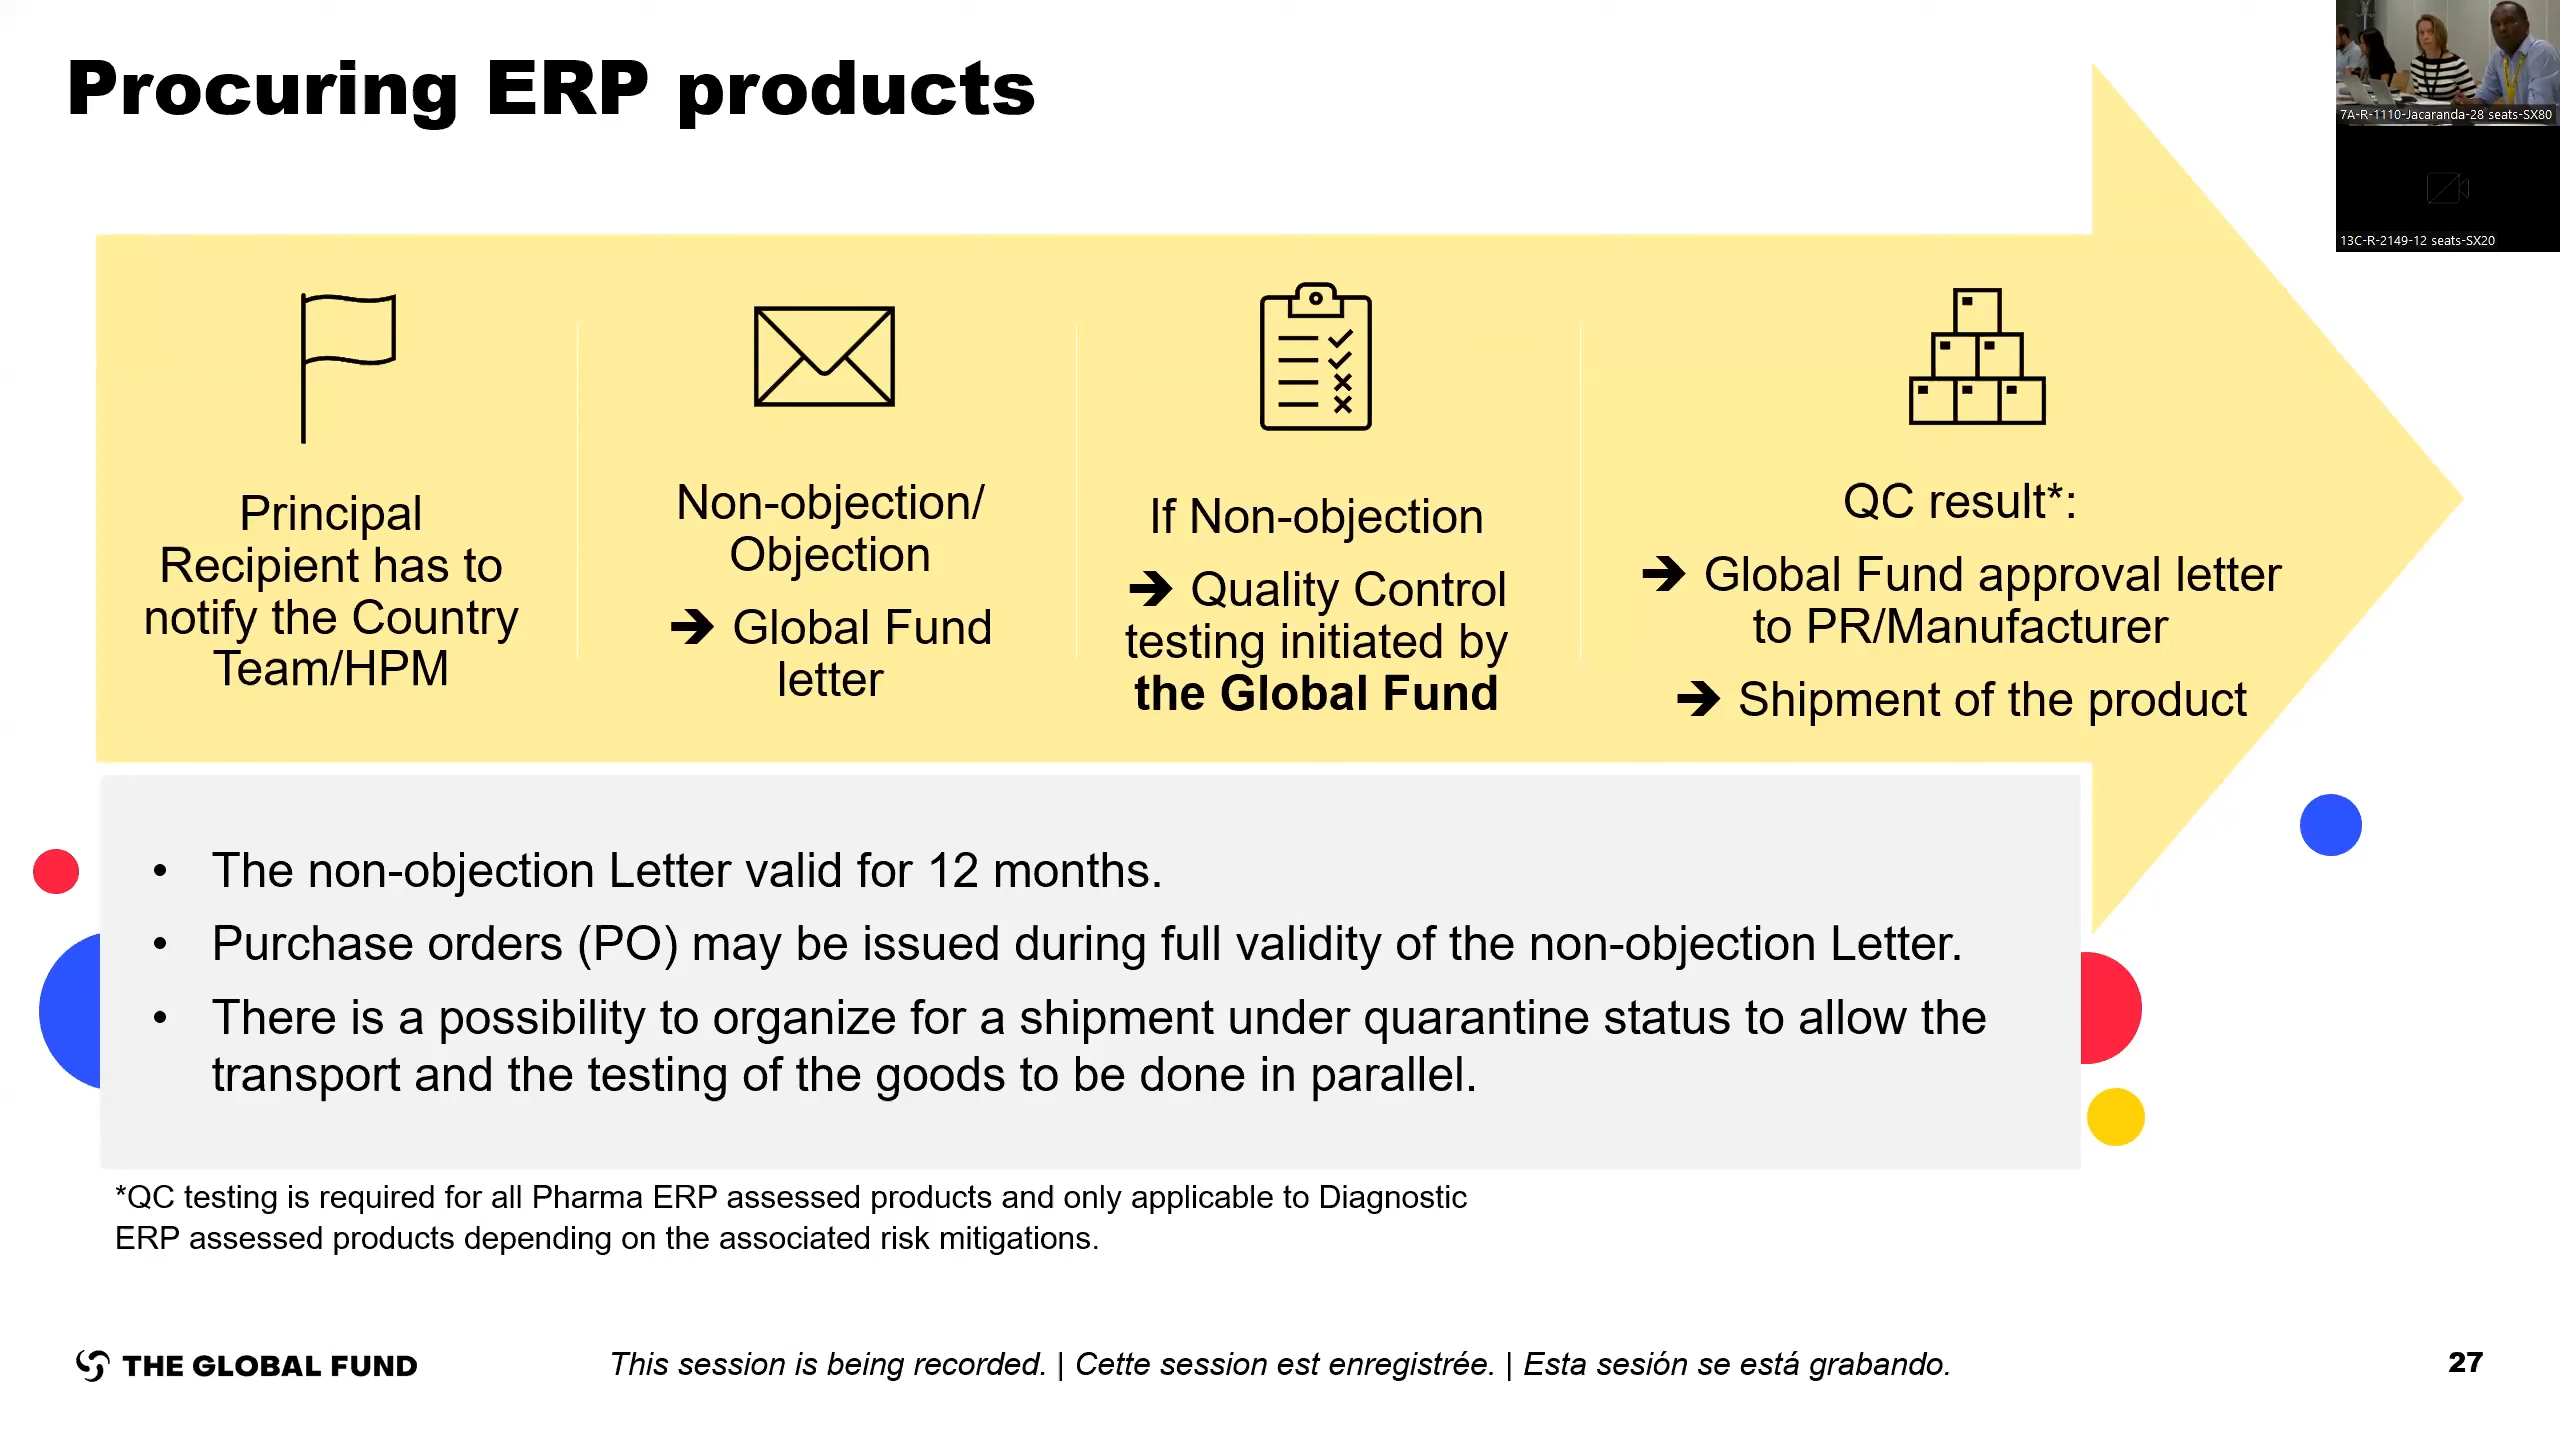 Procuring ERP products
7A-R-1110-Jacaranda-28 seats-SX80
13C-R-2149-12 seats-SX20
Principal
Recipient has to
notify the Country
Team/HPM
Non-objection/
Objection
➔ Global Fund
letter
If Non-objection
➔ Quality Control
testing initiated by
the Global Fund
QC result*:
➔ Global Fund approval letter
to PR/Manufacturer
➔ Shipment of the product
• The non-objection Letter valid for 12 months.
• Purchase orders (PO) may be issued during full validity of the non-objection Letter.
• There is a possibility to organize for a shipment under quarantine status to allow the
transport and the testing of the goods to be done in parallel.
*QC testing is required for all Pharma ERP assessed products and only applicable to Diagnostic
ERP assessed products depending on the associated risk mitigations.
THE GLOBAL FUND
This session is being recorded. | Cette session est enregistrée. | Esta sesión se está grabando.
27